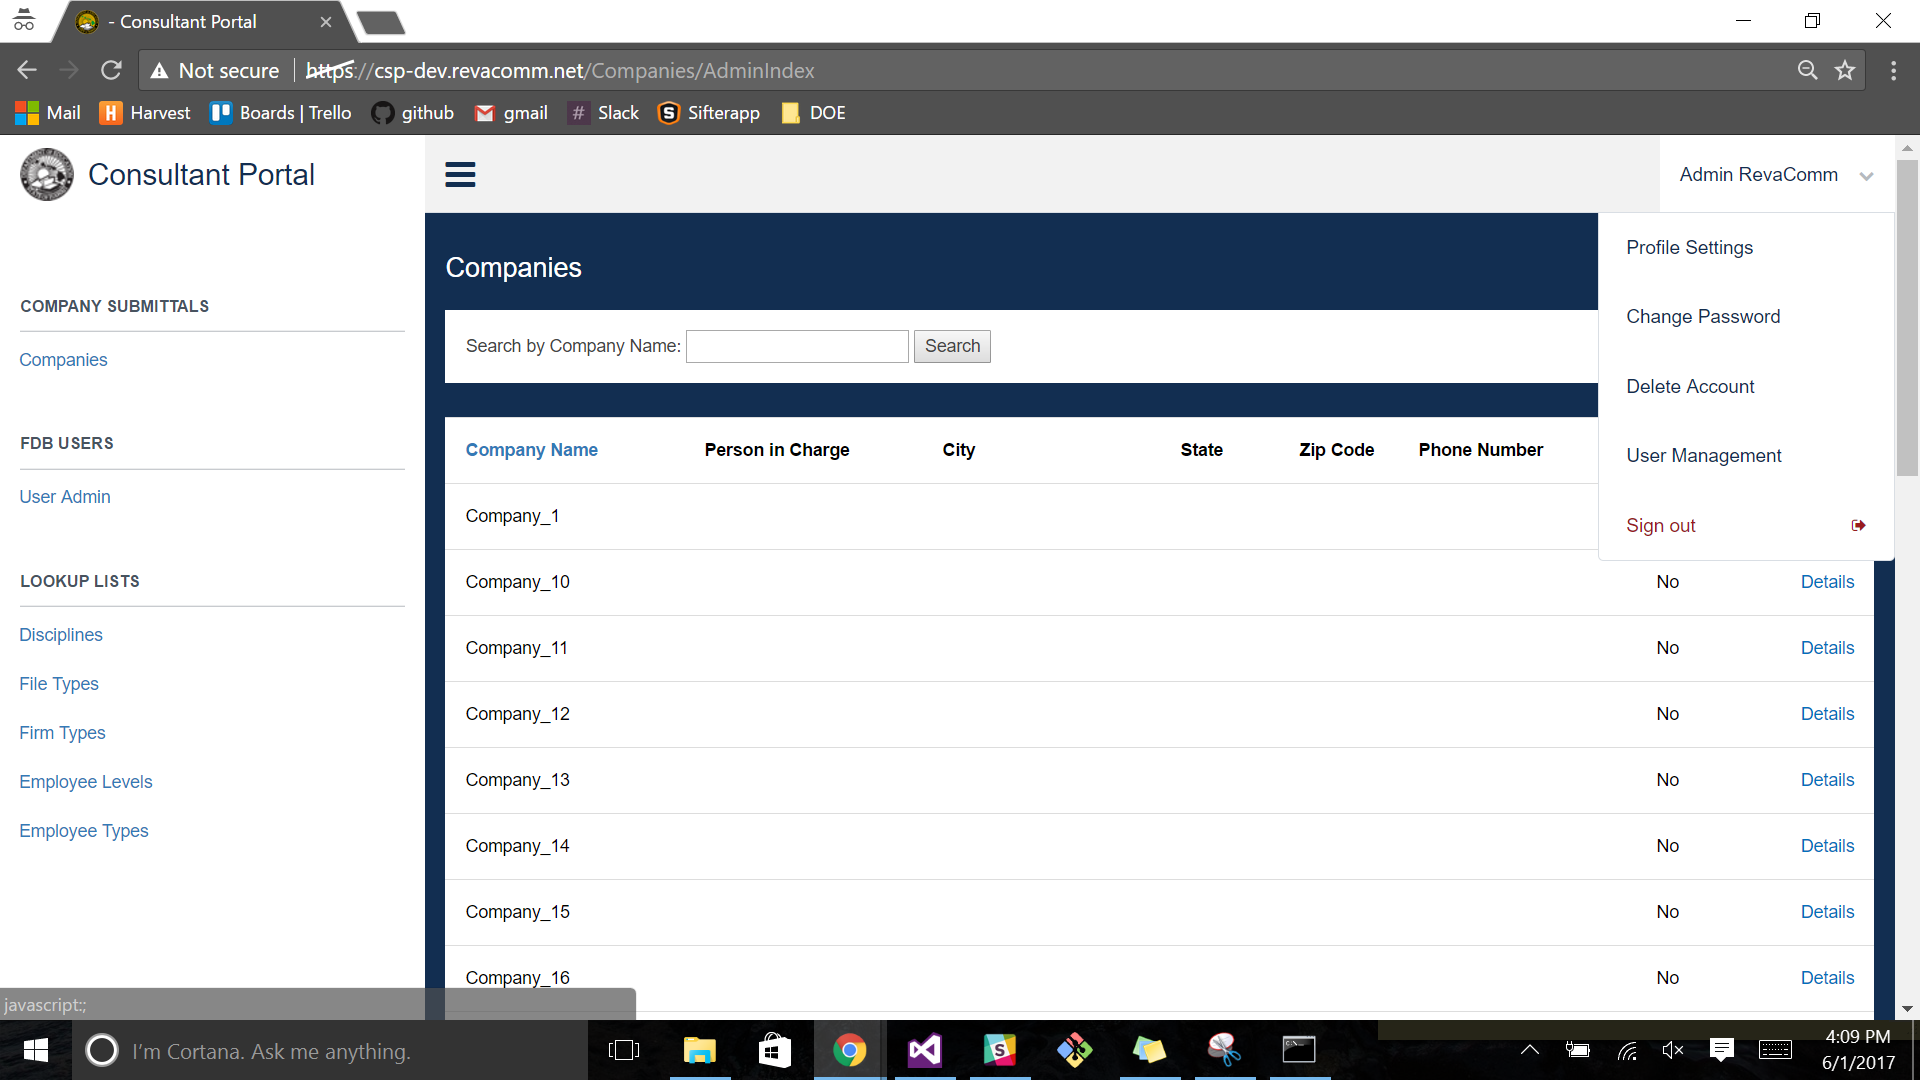 - Consultant Portal
Not secure https://csp-dev.revacomm.net/Companies/AdminIndex
Mail Harvest Boards | Trello github gmail Slack Sifterapp DOE
Consultant Portal
Admin RevaComm
Profile Settings
Change Password
Delete Account
User Management
Sign out
COMPANY SUBMITTALS
Companies
FDB USERS
User Admin
LOOKUP LISTS
Disciplines
File Types
Firm Types
Employee Levels
Employee Types
Companies
Search by Company Name: Search
Company Name Person in Charge City State Zip Code Phone Number
Company_1
Company_10 No Details
Company_11 No Details
Company_12 No Details
Company_13 No Details
Company_14 No Details
Company_15 No Details
Company_16 No Details
javascript:;
I'm Cortana. Ask me anything.
4:09 PM
6/1/2017